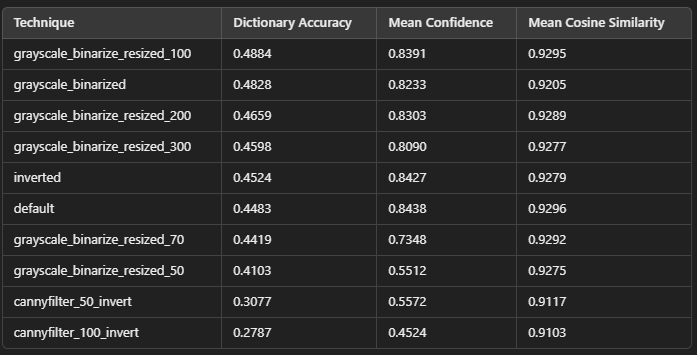 Technique Dictionary Accuracy Mean Confidence Mean Cosine Similarity
grayscale_binarize_resized_100 0.4884 0.8391 0.9295
grayscale_binarized 0.4828 0.8233 0.9205
grayscale_binarize_resized_200 0.4659 0.8303 0.9289
grayscale_binarize_resized_300 0.4598 0.8090 0.9277
inverted 0.4524 0.8427 0.9279
default 0.4483 0.8438 0.9296
grayscale_binarize_resized_70 0.4419 0.7348 0.9292
grayscale_binarize_resized_50 0.4103 0.5512 0.9275
cannyfilter_50_invert 0.3077 0.5572 0.9117
cannyfilter_100_invert 0.2787 0.4524 0.9103